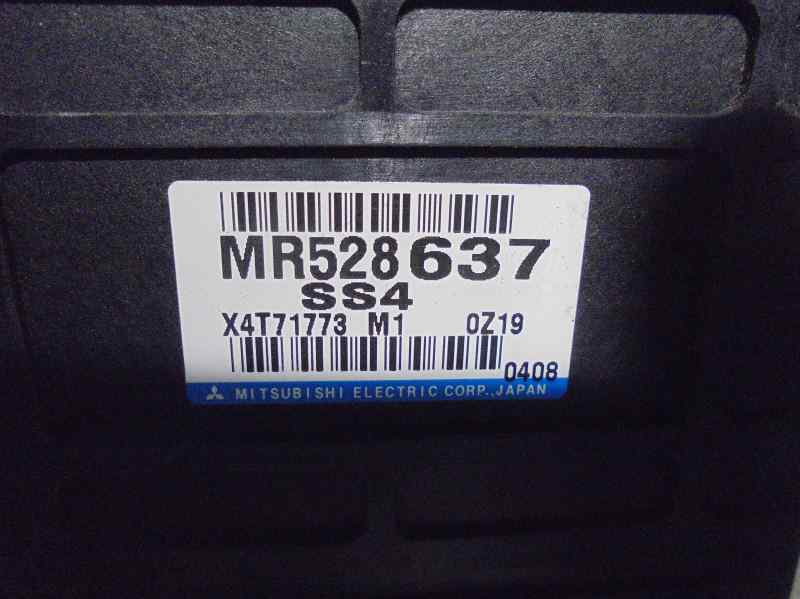 MR528637
SS4
X4T71773 M1 0Z19
0408
MITSUBISHI ELECTRIC CORP.,JAPAN